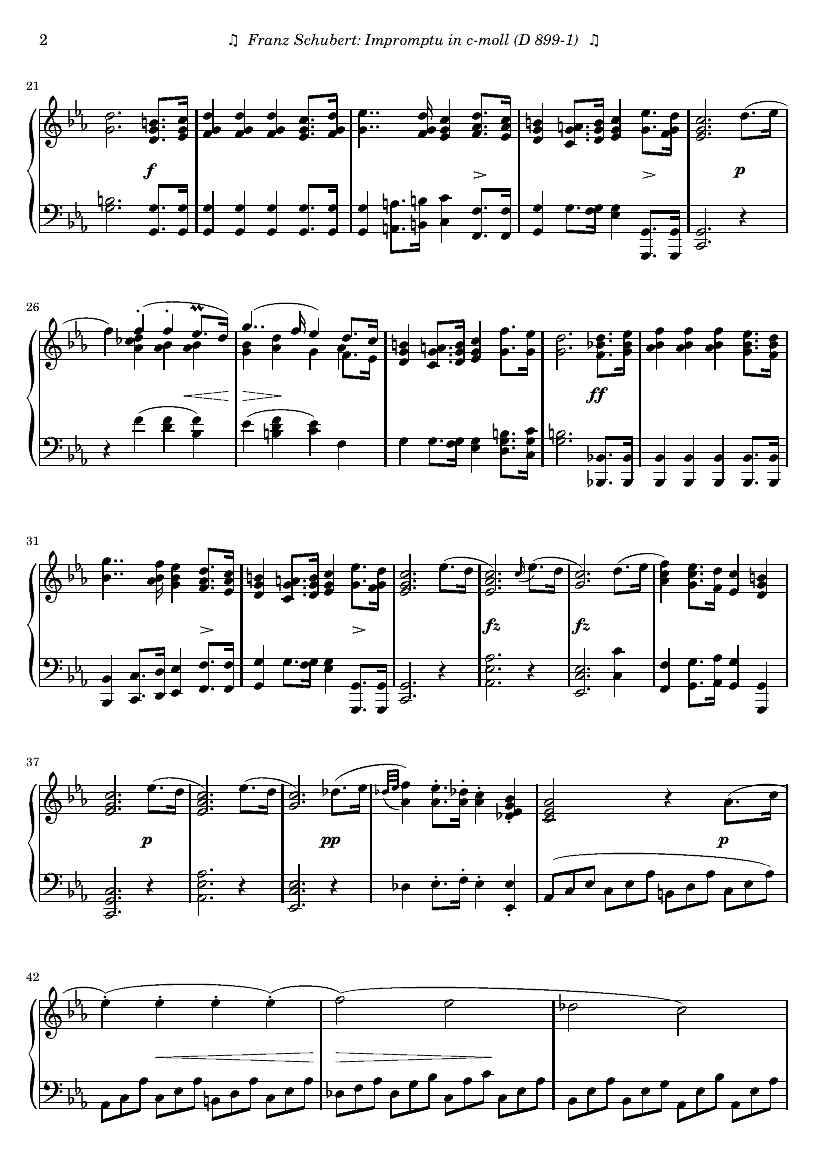 2 ♫ Franz Schubert: Impromptu in c-moll (D 899-1) ♫
21
f
p
26
ff
31
fz fz
37
p pp p
42